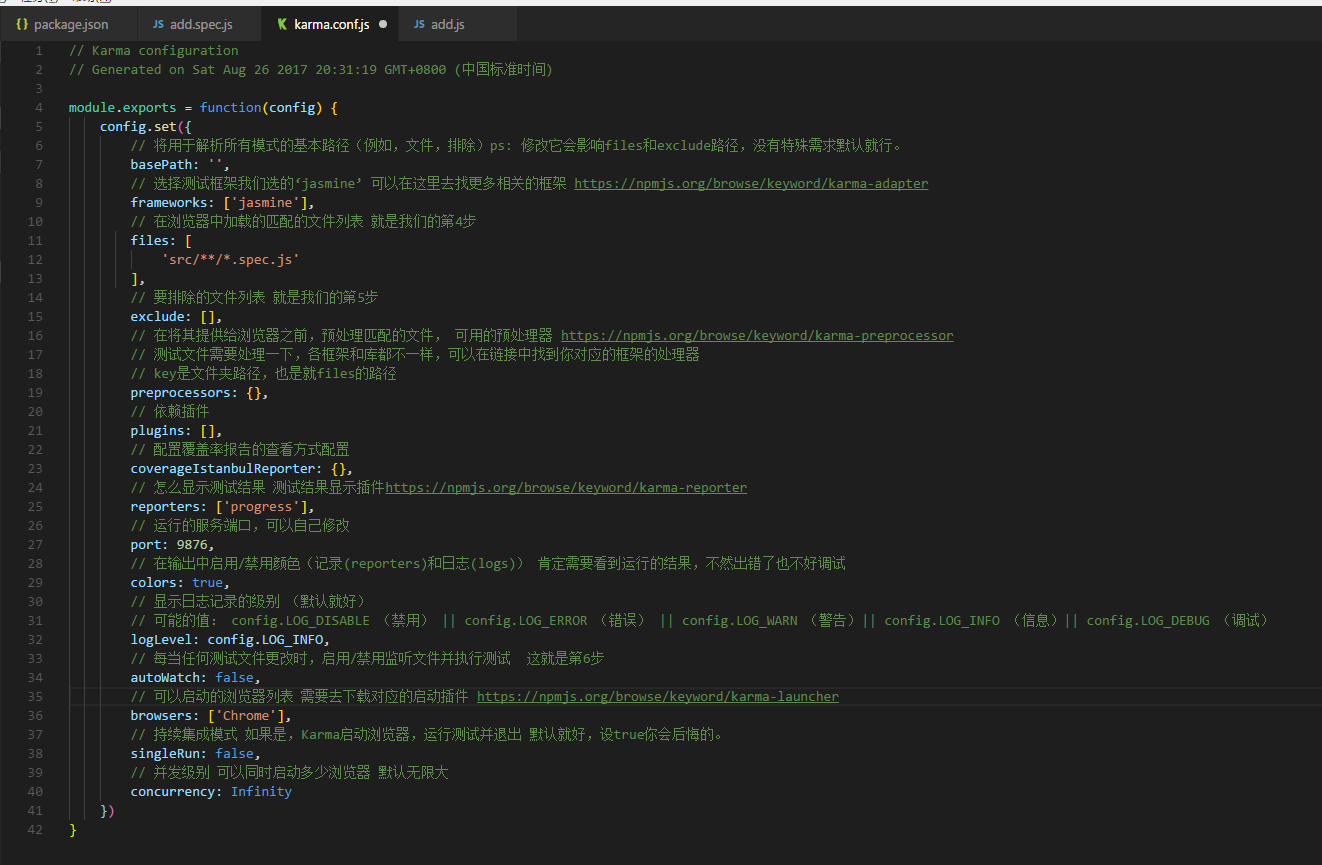 package.json
add.spec.js
karma.conf.js
add.js
1 // Karma configuration
2 // Generated on Sat Aug 26 2017 20:31:19 GMT+0800 (中国标准时间)
3
4 module.exports = function(config) {
5 config.set({
6 // 将用于解析所有模式的基本路径（例如，文件，排除）ps: 修改它会影响files和exclude路径，没有特殊需求默认就行。
7 basePath: '',
8 // 选择测试框架我们选的‘jasmine’ 可以在这里去找更多相关的框架 https://npmjs.org/browse/keyword/karma-adapter
9 frameworks: ['jasmine'],
10 // 在浏览器中加载的匹配的文件列表 就是我们的第4步
11 files: [
12 'src/**/*.spec.js'
13 ],
14 // 要排除的文件列表 就是我们的第5步
15 exclude: [],
16 // 在将其提供给浏览器之前，预处理匹配的文件， 可用的预处理器 https://npmjs.org/browse/keyword/karma-preprocessor
17 // 测试文件需要处理一下，各框架和库都不一样，可以在链接中找到你对应的框架的处理器
18 // key是文件夹路径，也是就files的路径
19 preprocessors: {},
20 // 依赖插件
21 plugins: [],
22 // 配置覆盖率报告的查看方式配置
23 coverageIstanbulReporter: {},
24 // 怎么显示测试结果 测试结果显示插件https://npmjs.org/browse/keyword/karma-reporter
25 reporters: ['progress'],
26 // 运行的服务端口，可以自己修改
27 port: 9876,
28 // 在输出中启用/禁用颜色（记录(reporters)和日志(logs)） 肯定需要看到运行的结果，不然出错了也不好调试
29 colors: true,
30 // 显示日志记录的级别 （默认就好）
31 // 可能的值： config.LOG_DISABLE （禁用） || config.LOG_ERROR （错误） || config.LOG_WARN （警告）|| config.LOG_INFO （信息）|| config.LOG_DEBUG （调试）
32 logLevel: config.LOG_INFO,
33 // 每当任何测试文件更改时，启用/禁用监听文件并执行测试 这就是第6步
34 autoWatch: false,
35 // 可以启动的浏览器列表 需要去下载对应的启动插件 https://npmjs.org/browse/keyword/karma-launcher
36 browsers: ['Chrome'],
37 // 持续集成模式 如果是，Karma启动浏览器，运行测试并退出 默认就好，设true你会后悔的。
38 singleRun: false,
39 // 并发级别 可以同时启动多少浏览器 默认无限大
40 concurrency: Infinity
41 })
42 }